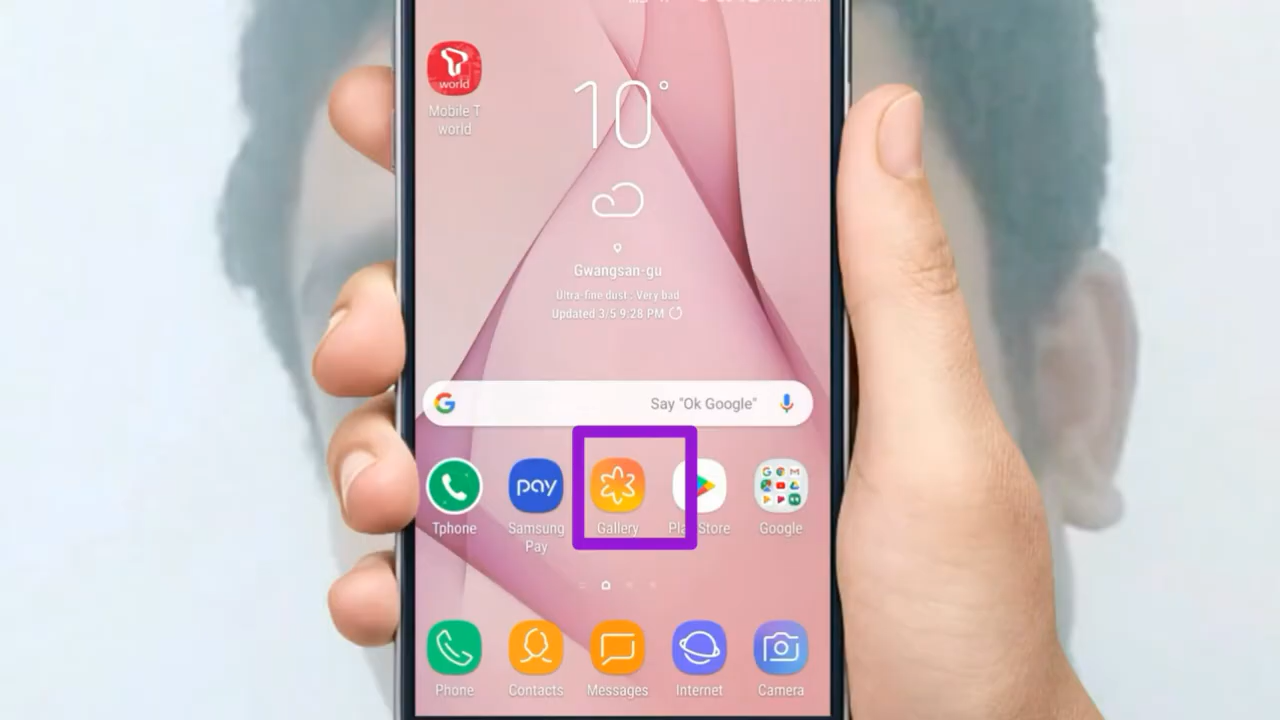 world
Mobile T
world
10°
Gwangsan-gu
Ultra-fine dust : Very bad
Updated 3/5 9:28 PM
Say "Ok Google"
pay
Tphone
Samsung
Pay
Gallery
Play Store
Google
Phone
Contacts
Messages
Internet
Camera